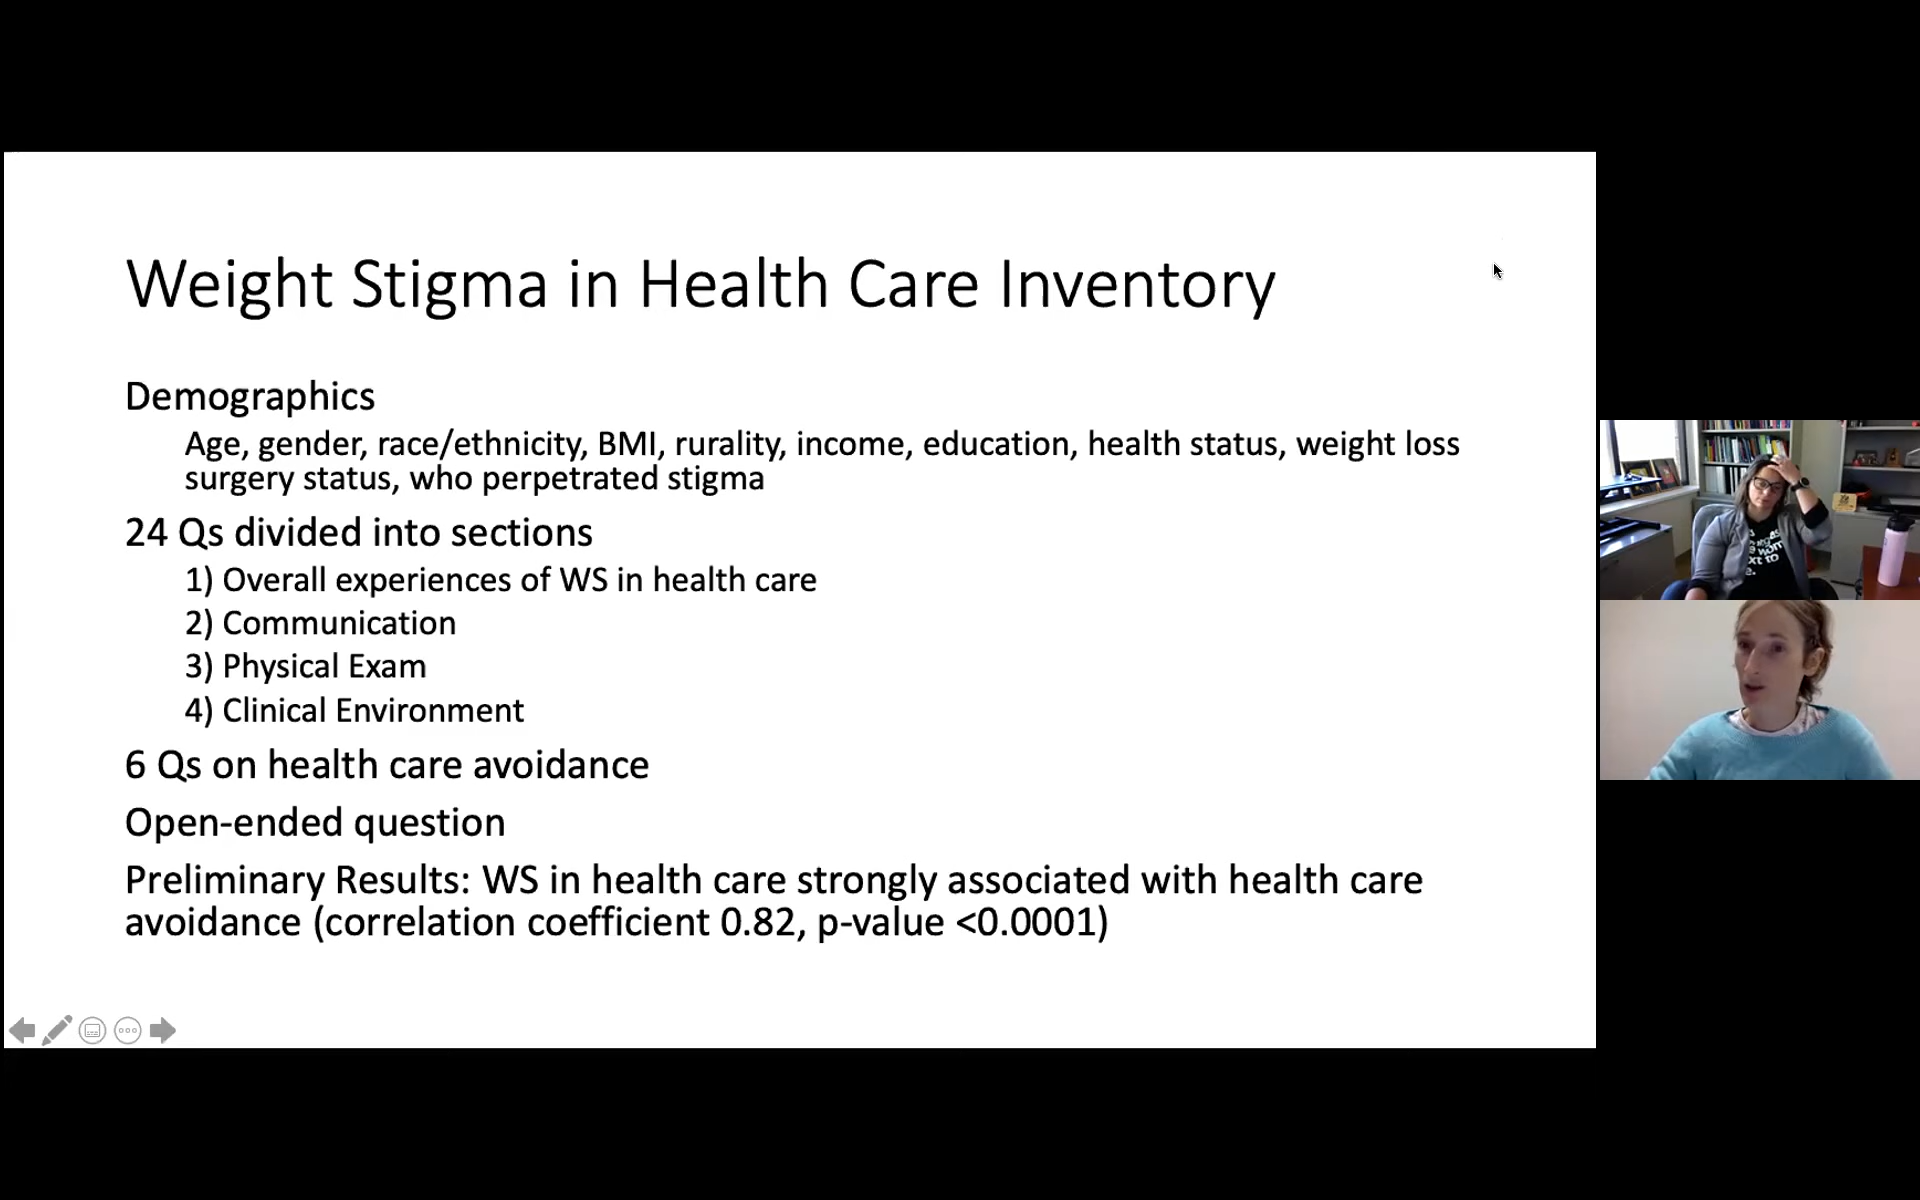 Weight Stigma in Health Care Inventory
Demographics
Age, gender, race/ethnicity, BMI, rurality, income, education, health status, weight loss
surgery status, who perpetrated stigma
24 Qs divided into sections
1) Overall experiences of WS in health care
2) Communication
3) Physical Exam
4) Clinical Environment
6 Qs on health care avoidance
Open-ended question
Preliminary Results: WS in health care strongly associated with health care
avoidance (correlation coefficient 0.82, p-value <0.0001)